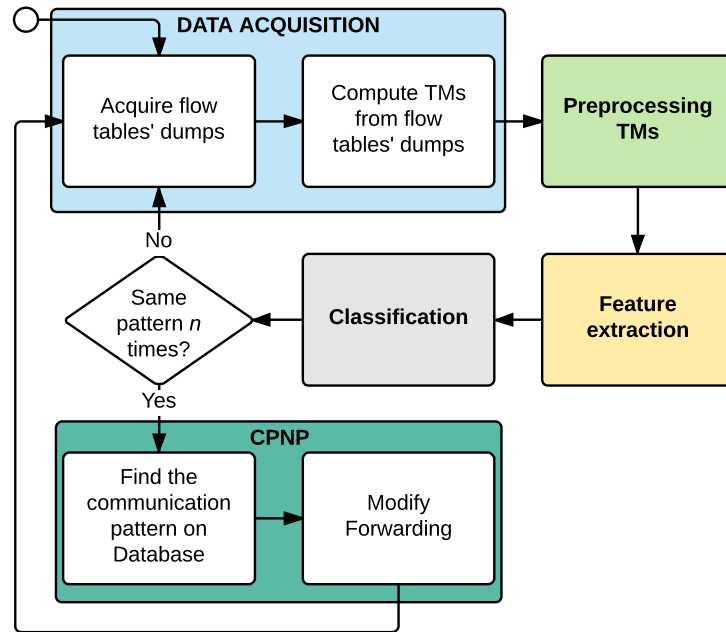 DATA ACQUISITION
Acquire flow
tables' dumps
Compute TMs
from flow
tables' dumps
Preprocessing
TMs
No
Same
pattern n
times?
Classification
Feature
extraction
Yes
CPNP
Find the
communication
pattern on
Database
Modify
Forwarding